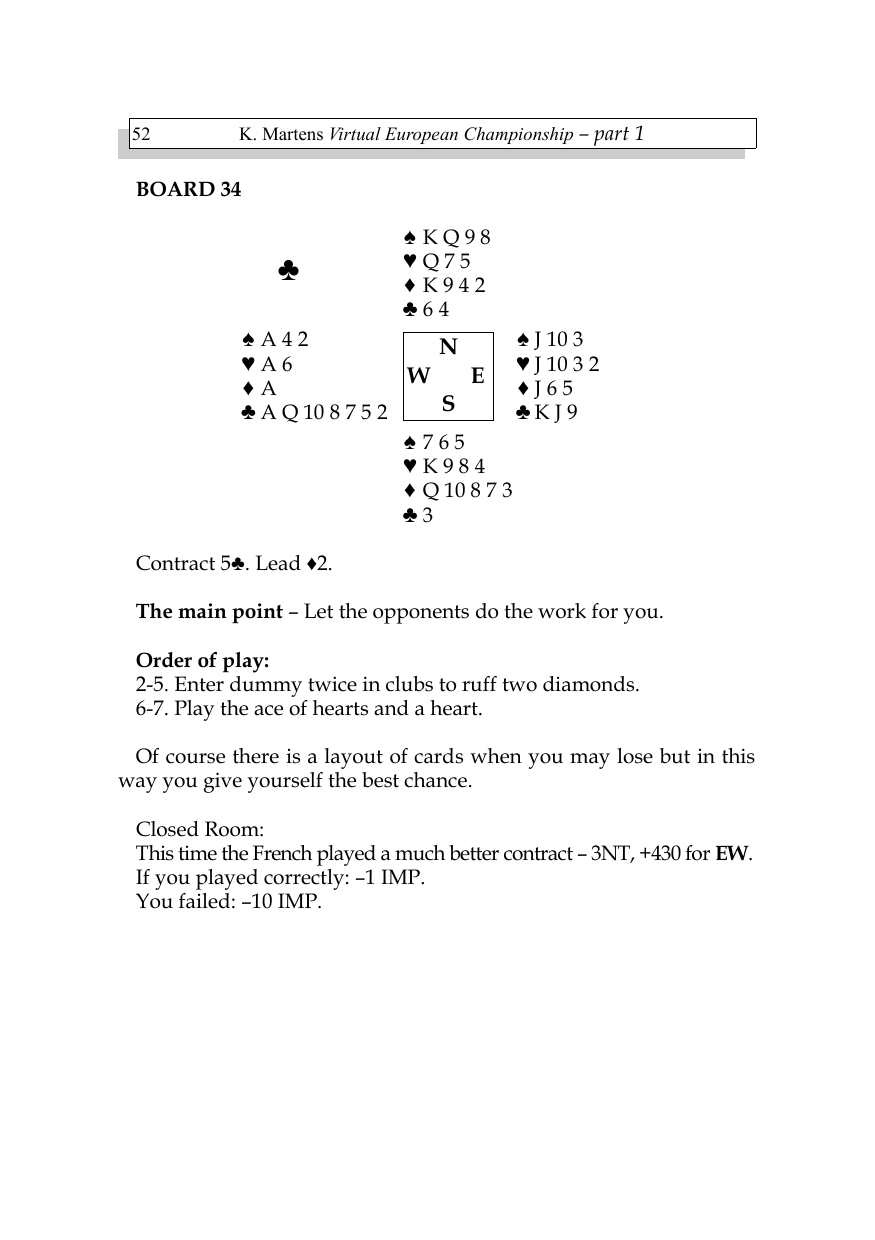 52 K. Martens Virtual European Championship – part 1
BOARD 34
♠ K Q 9 8
♣ ♥ Q 7 5
♦ K 9 4 2
♣ 6 4
♠ A 4 2 ♠ J 10 3
♥ A 6 ♥ J 10 3 2
♦ A ♦ J 6 5
♣ A Q 10 8 7 5 2 ♣ K J 9
N
W E
S
♠ 7 6 5
♥ K 9 8 4
♦ Q 10 8 7 3
♣ 3
Contract 5♣. Lead ♦2.
The main point – Let the opponents do the work for you.
Order of play:
2-5. Enter dummy twice in clubs to ruff two diamonds.
6-7. Play the ace of hearts and a heart.
Of course there is a layout of cards when you may lose but in this
way you give yourself the best chance.
Closed Room:
This time the French played a much better contract – 3NT, +430 for EW.
If you played correctly: –1 IMP.
You failed: –10 IMP.